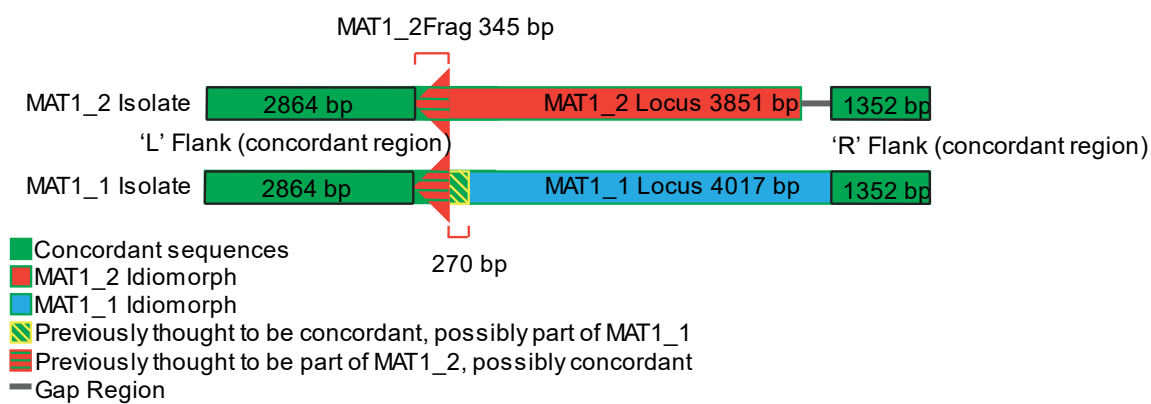 MAT1_2Frag 345 bp
MAT1_2 Isolate
2864 bp
MAT1_2 Locus 3851 bp
1352 bp
‘L’ Flank (concordant region)
‘R’ Flank (concordant region)
MAT1_1 Isolate
2864 bp
MAT1_1 Locus 4017 bp
1352 bp
270 bp
Concordant sequences
MAT1_2 Idiomorph
MAT1_1 Idiomorph
Previously thought to be concordant, possibly part of MAT1_1
Previously thought to be part of MAT1_2, possibly concordant
Gap Region